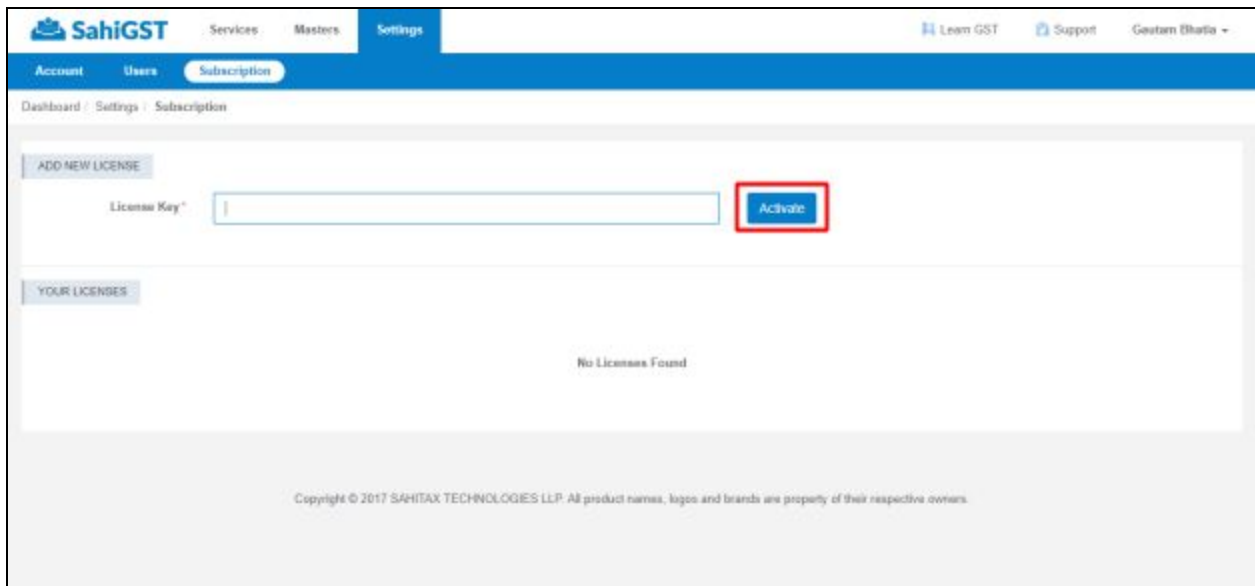 SahiGST Services Masters Settings Learn GST Support Gautam Bhatia
Account Users Subscription
Dashboard / Settings / Subscription
ADD NEW LICENSE
License Key* Activate
YOUR LICENSES
No Licenses Found
Copyright © 2017 SAHITAX TECHNOLOGIES LLP. All product names, logos and brands are property of their respective owners.